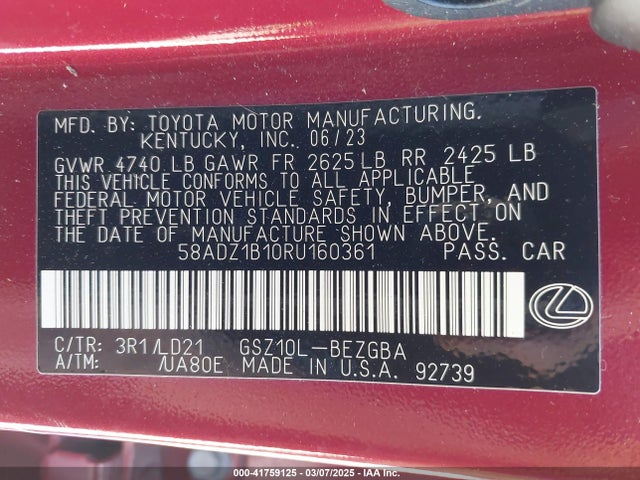 MFD. BY: TOYOTA MOTOR MANUFACTURING.
KENTUCKY, INC. 06/23
GVWR 4740 LB GAWR FR 2625 LB RR 2425 LB
THIS VEHICLE CONFORMS TO ALL APPLICABLE
FEDERAL MOTOR VEHICLE SAFETY, BUMPER, AND
THEFT PREVENTION STANDARDS IN EFFECT ON
THE DATE OF MANUFACTURE SHOWN ABOVE.
58ADZ1B10RU160361 PASS. CAR
C/TR: 3R1/LD21 GSZ10L-BEZGBA
A/TM: /UA80E MADE IN U.S.A. 92739
000-41759125 - 03/07/2025 - IAA Inc.